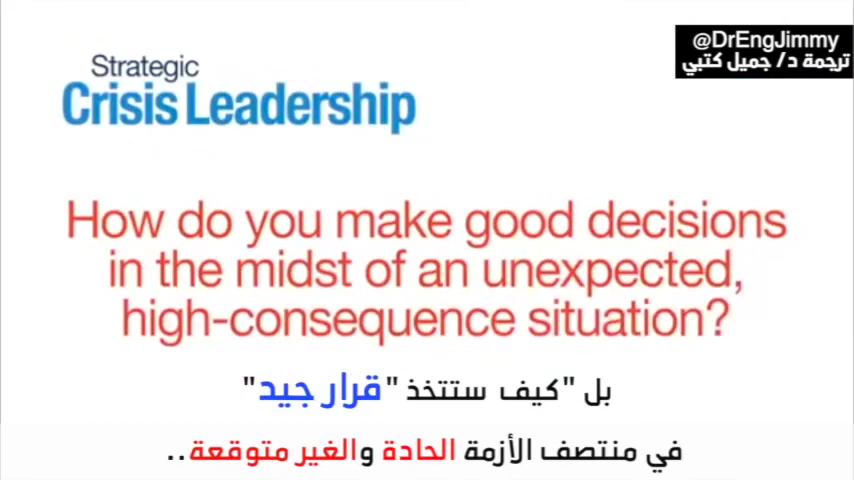 @DrEngJimmy
ترجمة د/ جميل كتبي
Strategic
Crisis Leadership
How do you make good decisions
in the midst of an unexpected,
high-consequence situation?
بل "كيف ستتخذ "قرار جيد"
في منتصف الأزمة الحادة والغير متوقعة..